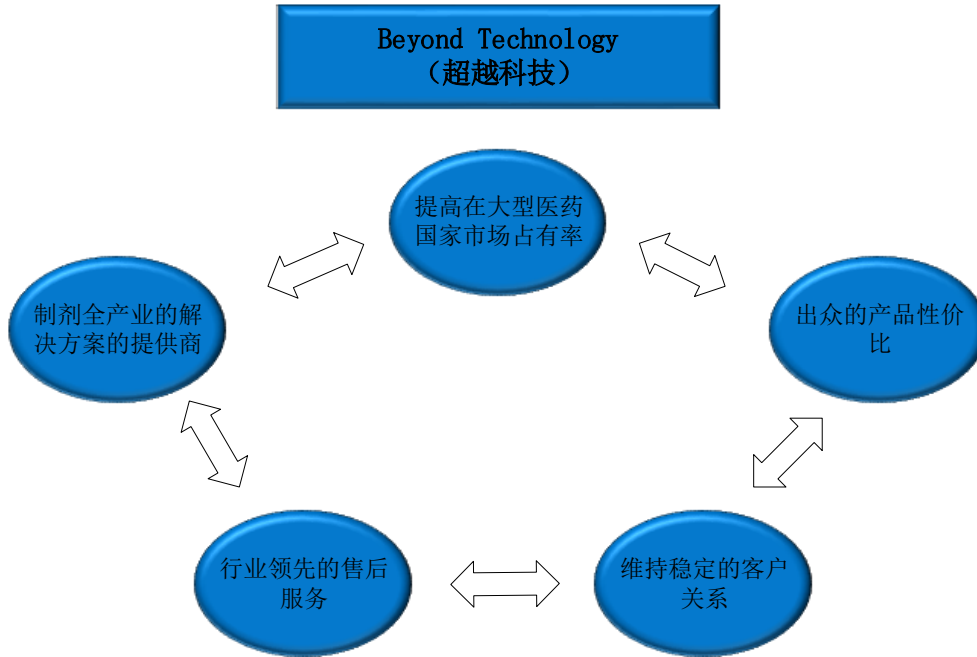 Beyond Technology
（超越科技）
提高在大型医药
国家市场占有率
制剂全产业的解
决方案的提供商
出众的产品性价
比
行业领先的售后
服务
维持稳定的客户
关系